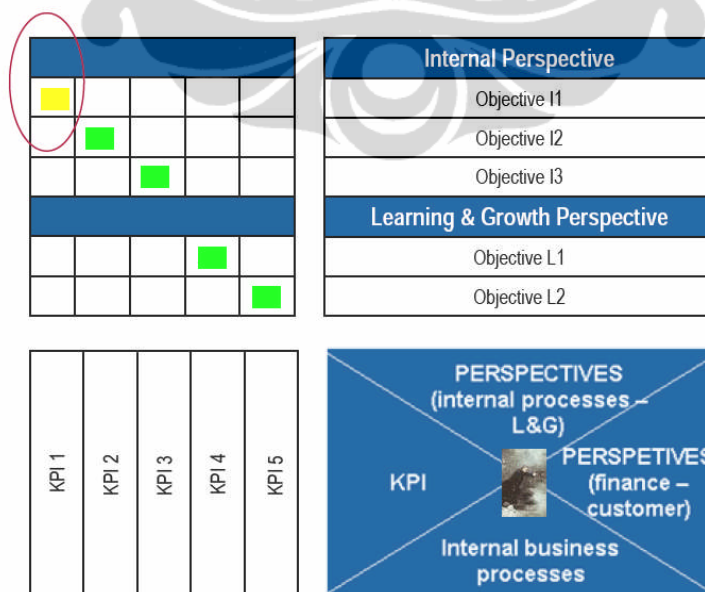 Internal Perspective
Objective I1
Objective I2
Objective I3
Learning & Growth Perspective
Objective L1
Objective L2
KPI 1
KPI 2
KPI 3
KPI 4
KPI 5
PERSPECTIVES
(internal processes –
L&G)
KPI
PERSPETIVES
(finance –
customer)
Internal business
processes